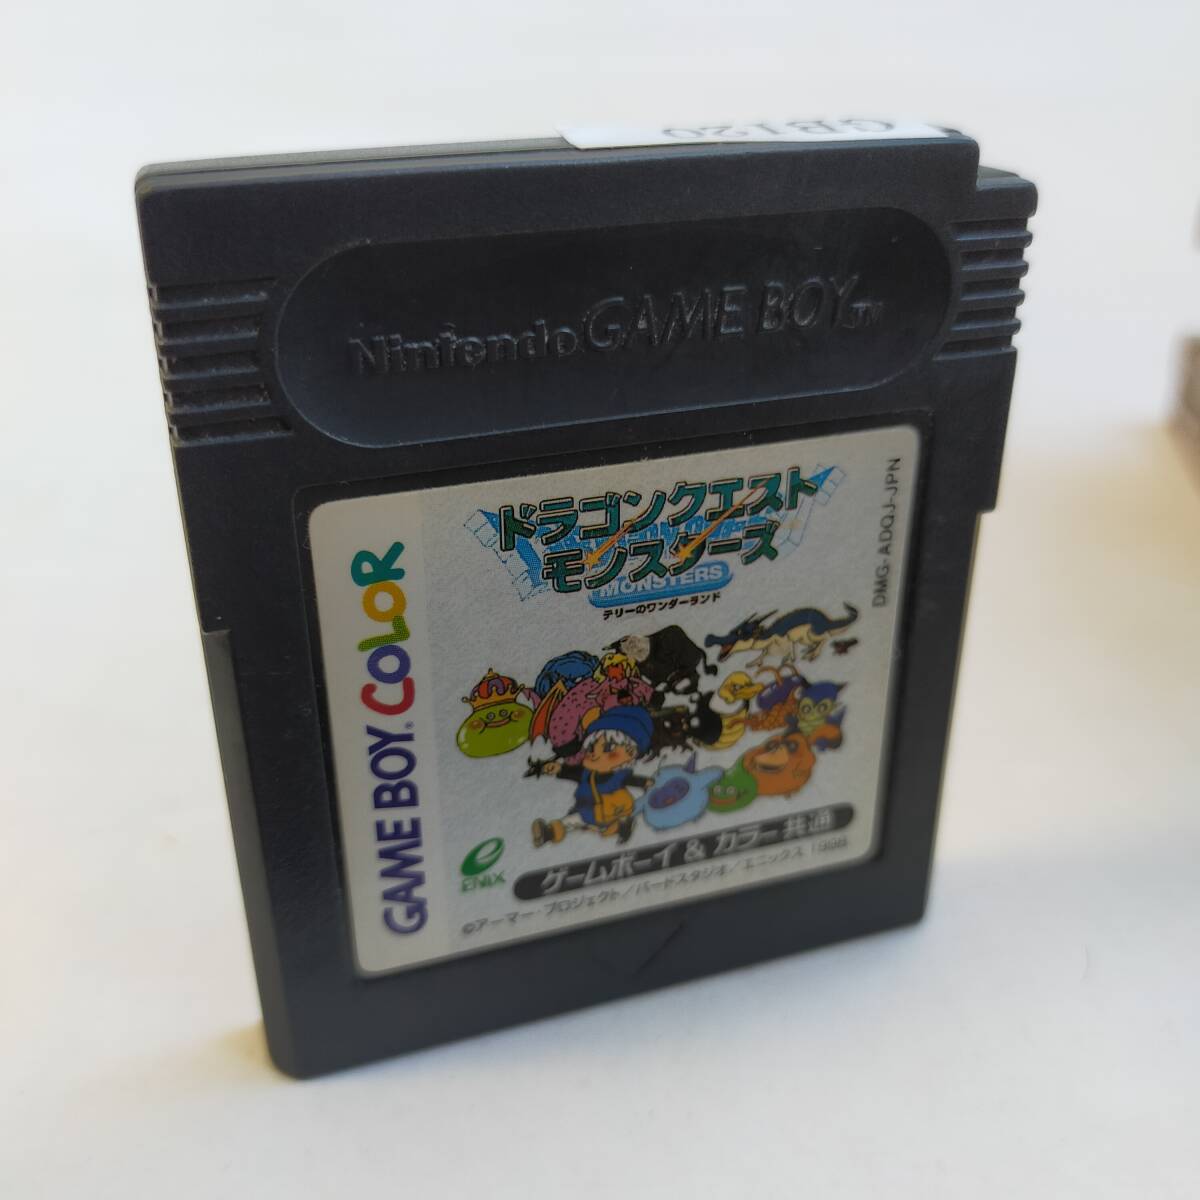 GB120
Nintendo GAME BOY TM
GAME BOY COLOR
ドラゴンクエスト
モンスターズ
MONSTERS
テリーのワンダーランド
DMG-ADQJ-JPN
ENIX
ゲームボーイ & カラー 共通
©アーマー・プロジェクト/バードスタジオ/エニックス 1998